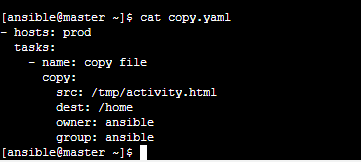 [ansible@master ~]$ cat copy.yaml
- hosts: prod
  tasks:
    - name: copy file
      copy:
        src: /tmp/activity.html
        dest: /home
        owner: ansible
        group: ansible
[ansible@master ~]$